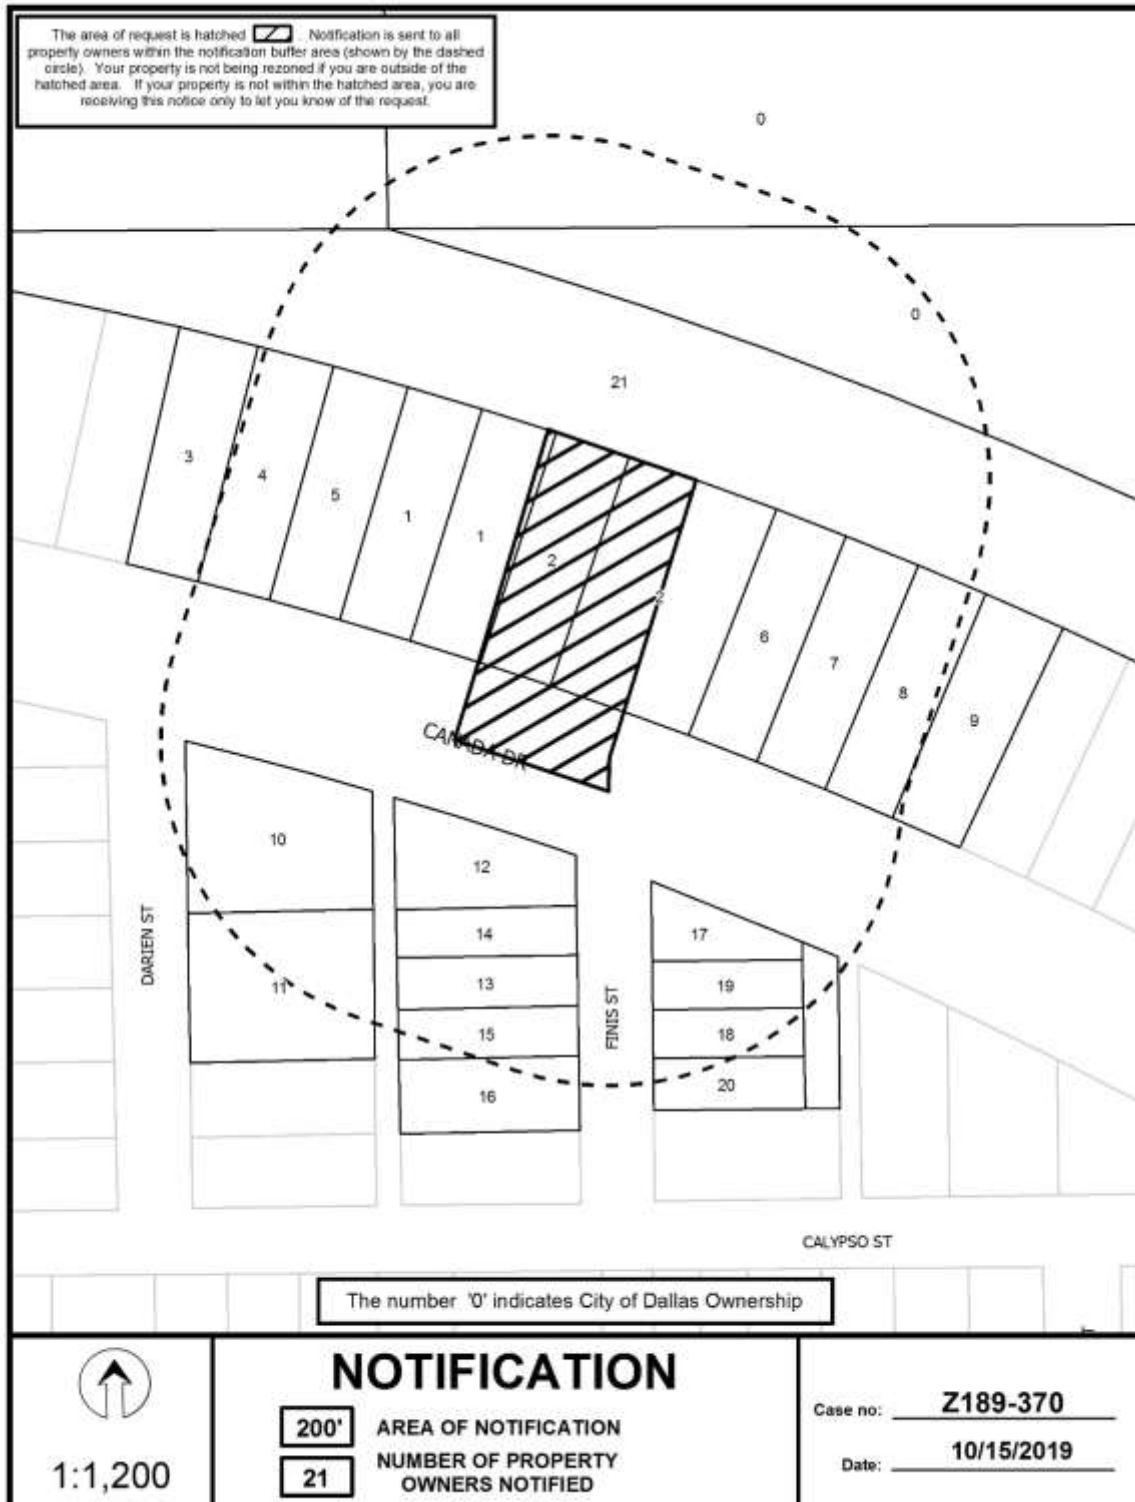 The area of request is hatched . Notification is sent to all
property owners within the notification buffer area (shown by the dashed
circle). Your property is not being rezoned if you are outside of the
hatched area. If your property is not within the hatched area, you are
receiving this notice only to let you know of the request.
0
0
21
3
4
5
1
1
2
2
6
7
8
9
CANADA DR
10
12
DARIEN ST
14
17
11
13
FINIS ST
19
15
18
16
20
CALYPSO ST
The number '0' indicates City of Dallas Ownership
1:1,200
NOTIFICATION
200' AREA OF NOTIFICATION
21 NUMBER OF PROPERTY
OWNERS NOTIFIED
Case no: Z189-370
Date: 10/15/2019